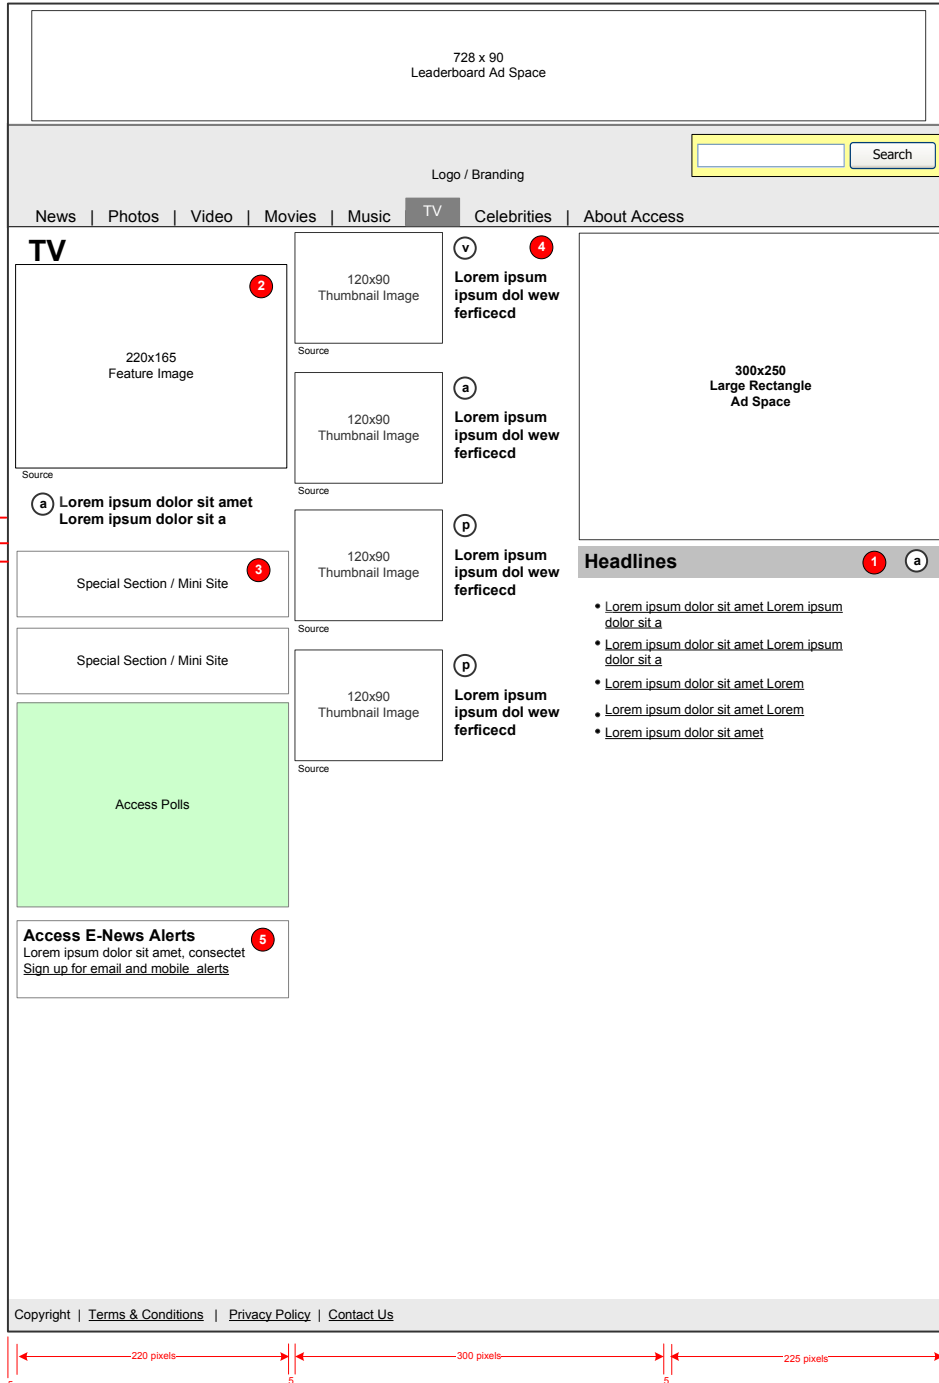 728 x 90
Leaderboard Ad Space
Search
Logo / Branding
News | Photos | Video | Movies | Music TV Celebrities | About Access
TV
2
220x165
Feature Image
Source
a Lorem ipsum dolor sit amet
Lorem ipsum dolor sit a
3
Special Section / Mini Site
Special Section / Mini Site
Access Polls
Access E-News Alerts
5
Lorem ipsum dolor sit amet, consectet
Sign up for email and mobile alerts
120x90
Thumbnail Image
Source
v
4
Lorem ipsum
ipsum dol wew
ferficecd
120x90
Thumbnail Image
Source
a
Lorem ipsum
ipsum dol wew
ferficecd
120x90
Thumbnail Image
Source
p
Lorem ipsum
ipsum dol wew
ferficecd
120x90
Thumbnail Image
Source
p
Lorem ipsum
ipsum dol wew
ferficecd
300x250
Large Rectangle
Ad Space
Headlines 1 a
• Lorem ipsum dolor sit amet Lorem ipsum
dolor sit a
• Lorem ipsum dolor sit amet Lorem ipsum
dolor sit a
• Lorem ipsum dolor sit amet Lorem
• Lorem ipsum dolor sit amet Lorem
• Lorem ipsum dolor sit amet
Copyright | Terms & Conditions | Privacy Policy | Contact Us
220 pixels 300 pixels 225 pixels
5 5